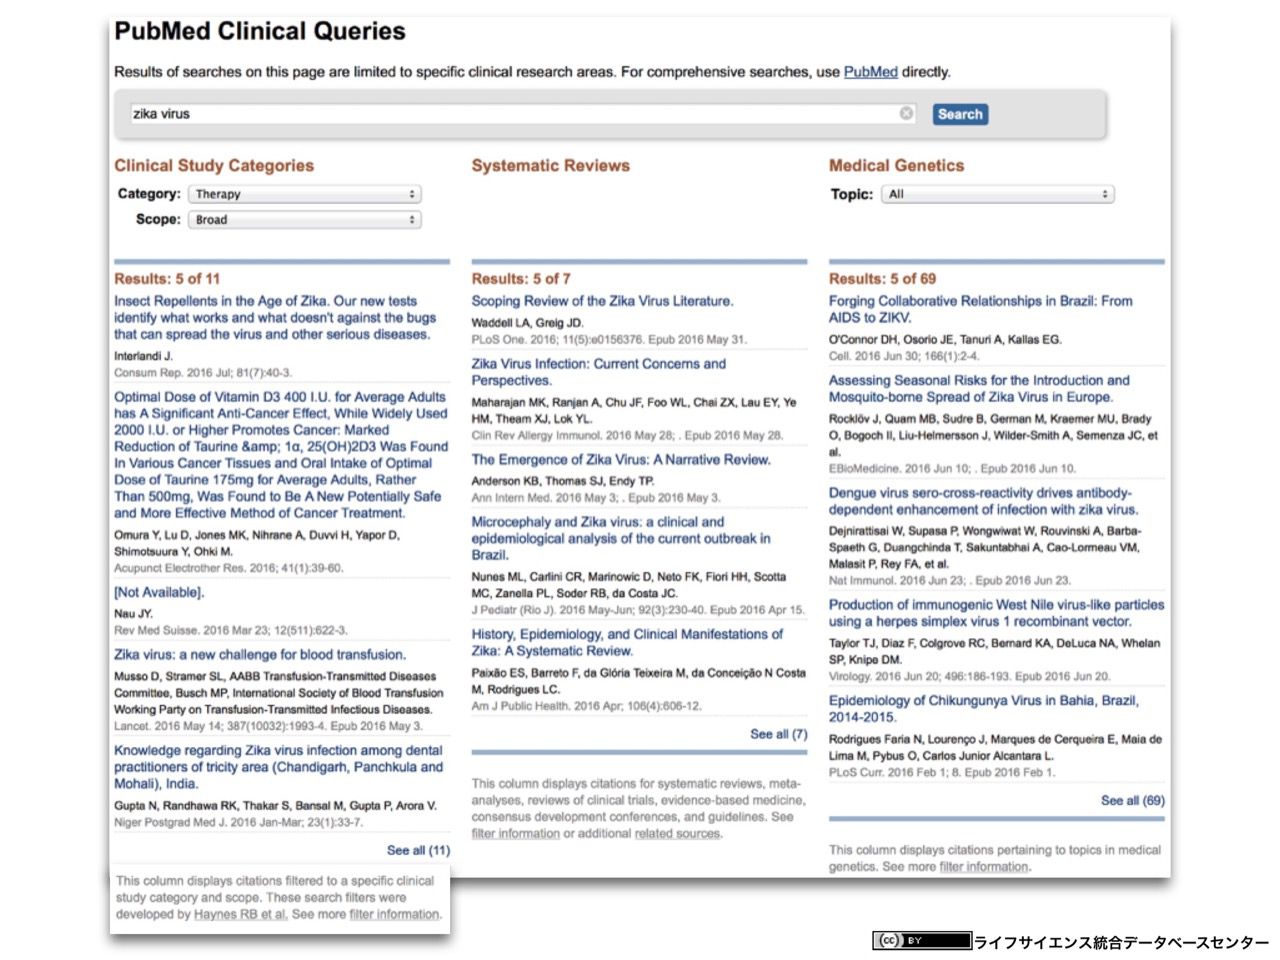 PubMed Clinical Queries
Results of searches on this page are limited to specific clinical research areas. For comprehensive searches, use PubMed directly.
zika virus
Search
Clinical Study Categories
Category: Therapy
Scope: Broad
Results: 5 of 11
Insect Repellents in the Age of Zika. Our new tests
identify what works and what doesn't against the bugs
that can spread the virus and other serious diseases.
Interlandi J.
Consum Rep. 2016 Jul; 81(7):40-3.
Optimal Dose of Vitamin D3 400 I.U. for Average Adults
has A Significant Anti-Cancer Effect, While Widely Used
2000 I.U. or Higher Promotes Cancer: Marked
Reduction of Taurine &amp; 1α, 25(OH)2D3 Was Found
In Various Cancer Tissues and Oral Intake of Optimal
Dose of Taurine 175mg for Average Adults, Rather
Than 500mg, Was Found to Be A New Potentially Safe
and More Effective Method of Cancer Treatment.
Omura Y, Lu D, Jones MK, Nihrane A, Duvvi H, Yapor D,
Shimotsuura Y, Ohki M.
Acupunct Electrother Res. 2016; 41(1):39-60.
[Not Available].
Nau JY.
Rev Med Suisse. 2016 Mar 23; 12(511):622-3.
Zika virus: a new challenge for blood transfusion.
Musso D, Stramer SL, AABB Transfusion-Transmitted Diseases
Committee, Busch MP, International Society of Blood Transfusion
Working Party on Transfusion-Transmitted Infectious Diseases.
Lancet. 2016 May 14; 387(10032):1993-4. Epub 2016 May 3.
Knowledge regarding Zika virus infection among dental
practitioners of tricity area (Chandigarh, Panchkula and
Mohali), India.
Gupta N, Randhawa RK, Thakar S, Bansal M, Gupta P, Arora V.
Niger Postgrad Med J. 2016 Jan-Mar; 23(1):33-7.
See all (11)
This column displays citations filtered to a specific clinical
study category and scope. These search filters were
developed by Haynes RB et al. See more filter information.
Systematic Reviews
Results: 5 of 7
Scoping Review of the Zika Virus Literature.
Waddell LA, Greig JD.
PLoS One. 2016; 11(5):e0156376. Epub 2016 May 31.
Zika Virus Infection: Current Concerns and
Perspectives.
Maharajan MK, Ranjan A, Chu JF, Foo WL, Chai ZX, Lau EY, Ye
HM, Theam XJ, Lok YL.
Clin Rev Allergy Immunol. 2016 May 28; . Epub 2016 May 28.
The Emergence of Zika Virus: A Narrative Review.
Anderson KB, Thomas SJ, Endy TP.
Ann Intern Med. 2016 May 3; . Epub 2016 May 3.
Microcephaly and Zika virus: a clinical and
epidemiological analysis of the current outbreak in
Brazil.
Nunes ML, Carlini CR, Marinowic D, Neto FK, Fiori HH, Scotta
MC, Zanella PL, Soder RB, da Costa JC.
J Pediatr (Rio J). 2016 May-Jun; 92(3):230-40. Epub 2016 Apr 15.
History, Epidemiology, and Clinical Manifestations of
Zika: A Systematic Review.
Paixão ES, Barreto F, da Glória Teixeira M, da Conceição N Costa
M, Rodrigues LC.
Am J Public Health. 2016 Apr; 106(4):606-12.
See all (7)
This column displays citations for systematic reviews, meta-
analyses, reviews of clinical trials, evidence-based medicine,
consensus development conferences, and guidelines. See
filter information or additional related sources.
Medical Genetics
Topic: All
Results: 5 of 69
Forging Collaborative Relationships in Brazil: From
AIDS to ZIKV.
O'Connor DH, Osorio JE, Tanuri A, Kallas EG.
Cell. 2016 Jun 30; 166(1):2-4.
Assessing Seasonal Risks for the Introduction and
Mosquito-borne Spread of Zika Virus in Europe.
Rocklöv J, Quam MB, Sudre B, German M, Kraemer MU, Brady
O, Bogoch II, Liu-Helmersson J, Wilder-Smith A, Semenza JC, et
al.
EBioMedicine. 2016 Jun 10; . Epub 2016 Jun 10.
Dengue virus sero-cross-reactivity drives antibody-
dependent enhancement of infection with zika virus.
Dejnirattisai W, Supasa P, Wongwiwat W, Rouvinski A, Barba-
Spaeth G, Duangchinda T, Sakuntabhai A, Cao-Lormeau VM,
Malasit P, Rey FA, et al.
Nat Immunol. 2016 Jun 23; . Epub 2016 Jun 23.
Production of immunogenic West Nile virus-like particles
using a herpes simplex virus 1 recombinant vector.
Taylor TJ, Diaz F, Colgrove RC, Bernard KA, DeLuca NA, Whelan
SP, Knipe DM.
Virology. 2016 Jun 20; 496:186-193. Epub 2016 Jun 20.
Epidemiology of Chikungunya Virus in Bahia, Brazil,
2014-2015.
Rodrigues Faria N, Lourenço J, Marques de Cerqueira E, Maia de
Lima M, Pybus O, Carlos Junior Alcantara L.
PLoS Curr. 2016 Feb 1; 8. Epub 2016 Feb 1.
See all (69)
This column displays citations pertaining to topics in medical
genetics. See more filter information.
cc BY ライフサイエンス統合データベースセンター